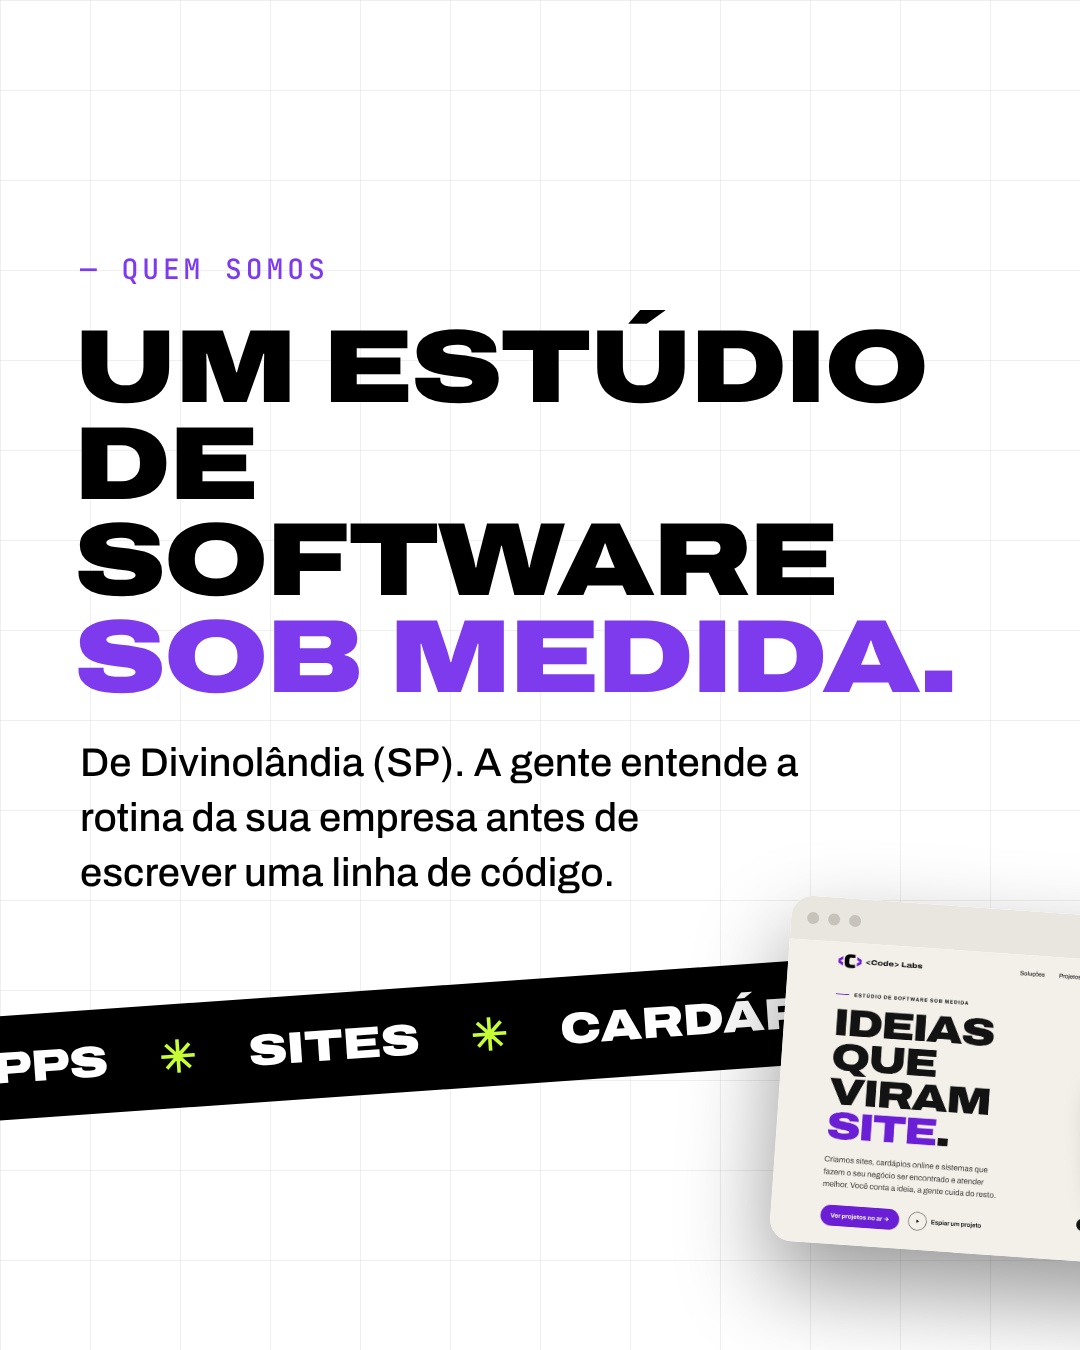 — QUEM SOMOS
UM ESTÚDIO
DE
SOFTWARE
SOB MEDIDA.
De Divinolândia (SP). A gente entende a
rotina da sua empresa antes de
escrever uma linha de código.
PPS ✳ SITES ✳ CARDÁP
<Code> Labs
Soluções Projetos
ESTÚDIO DE SOFTWARE SOB MEDIDA
IDEIAS
QUE
VIRAM
SITE.
Criamos sites, cardápios online e sistemas que
fazem o seu negócio ser encontrado e atender
melhor. Você conta a ideia, a gente cuida do resto.
Ver projetos no ar → Espiar um projeto